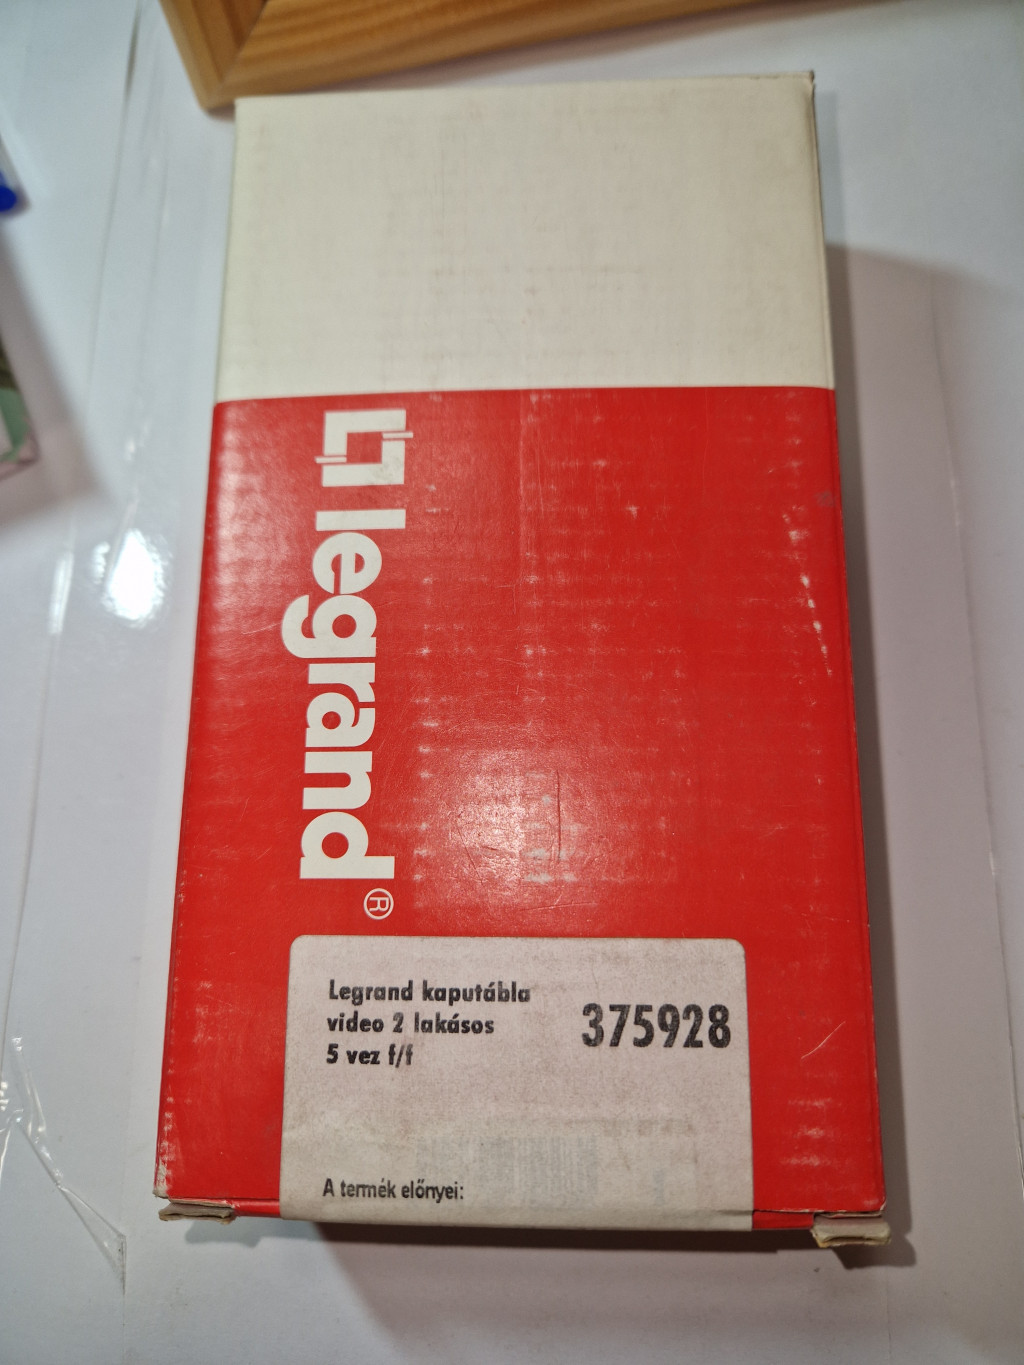 legrand®
Legrand kaputábla
video 2 lakásos
5 vez f/f
375928
A termék előnyei: